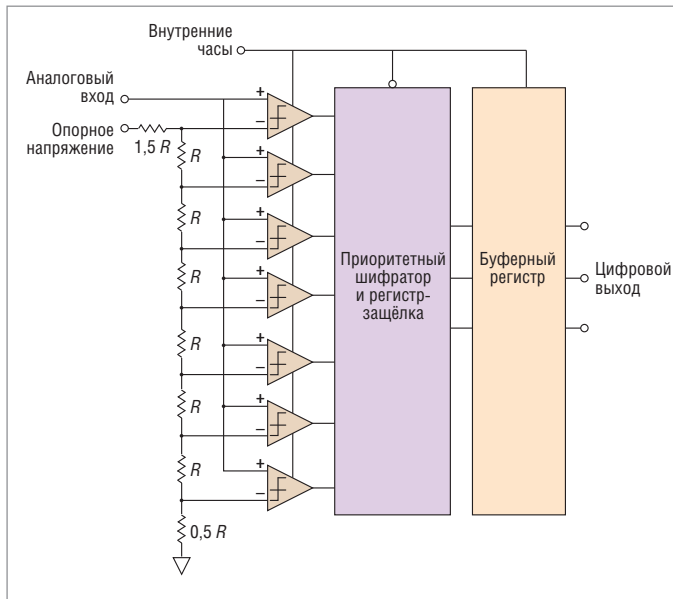 Внутренние
часы
Аналоговый
вход
Опорное
напряжение
1,5 R
+
–
R
+
–
R
+
–
R
+
–
R
+
–
R
+
–
R
+
–
0,5 R
Приоритетный
шифратор
и регистр-
защёлка
Буферный
регистр
Цифровой
выход